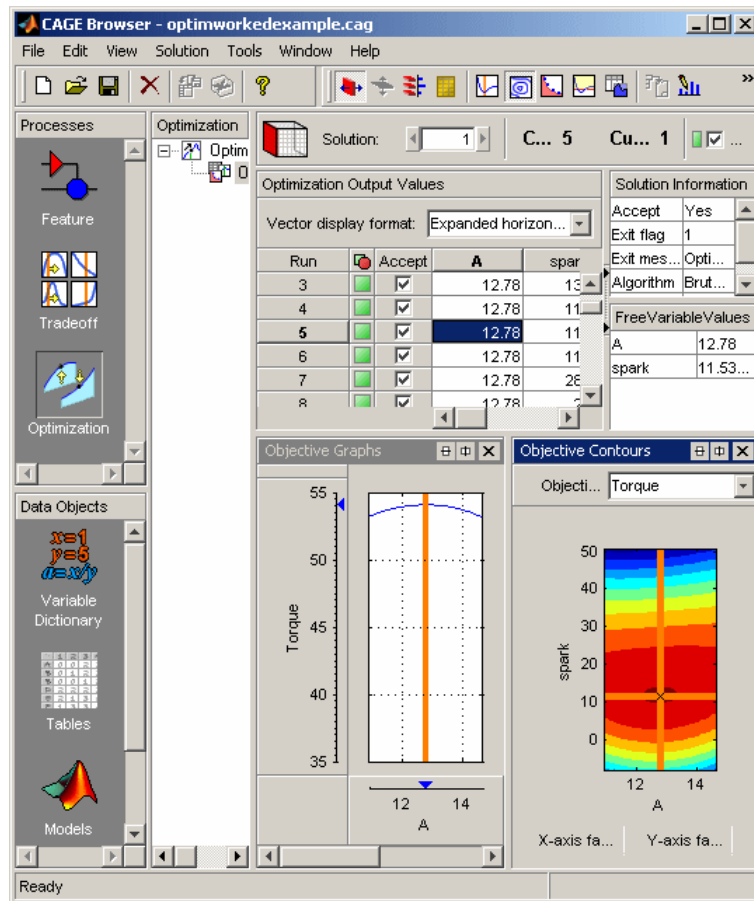 CAGE Browser - optimworkedexample.cag
File Edit View Solution Tools Window Help
Processes
Feature
Tradeoff
Optimization
Data Objects
x=1
y=5
a=x/y
Variable
Dictionary
Tables
Models
Optimization
Optim
O
Solution: 1 C... 5 Cu... 1 ...
Optimization Output Values
Vector display format: Expanded horizon...
Run Accept A spar
3 12.78 13
4 12.78 11
5 12.78 11
6 12.78 11
7 12.78 28
8 12.78
Solution Information
Accept Yes
Exit flag 1
Exit mes... Opti...
Algorithm Brut...
FreeVariableValues
A 12.78
spark 11.53...
Objective Graphs
55
50
45
40
35
Torque
12 14
A
Objective Contours
Objecti... Torque
50
40
30
20
10
0
spark
12 14
A
X-axis fa... Y-axis fa...
Ready